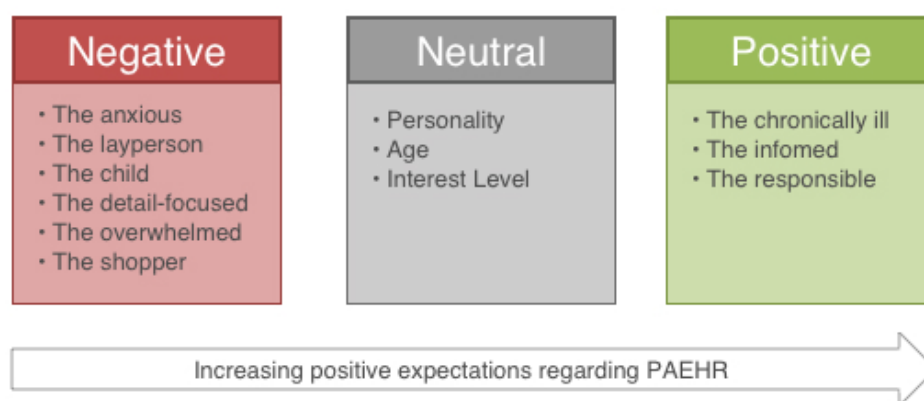 Negative
• The anxious
• The layperson
• The child
• The detail-focused
• The overwhelmed
• The shopper
Neutral
• Personality
• Age
• Interest Level
Positive
• The chronically ill
• The infomed
• The responsible
Increasing positive expectations regarding PAEHR